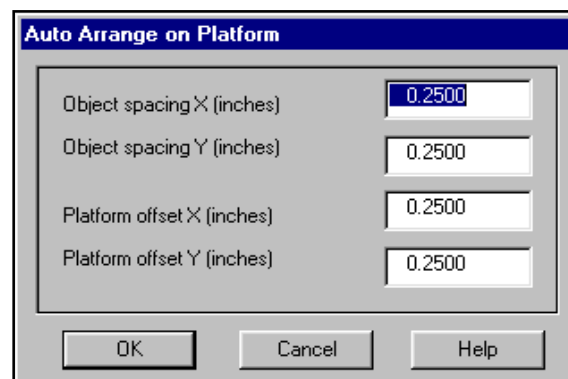 Auto Arrange on Platform
Object spacing X (inches) 0.2500
Object spacing Y (inches) 0.2500
Platform offset X (inches) 0.2500
Platform offset Y (inches) 0.2500
OK Cancel Help